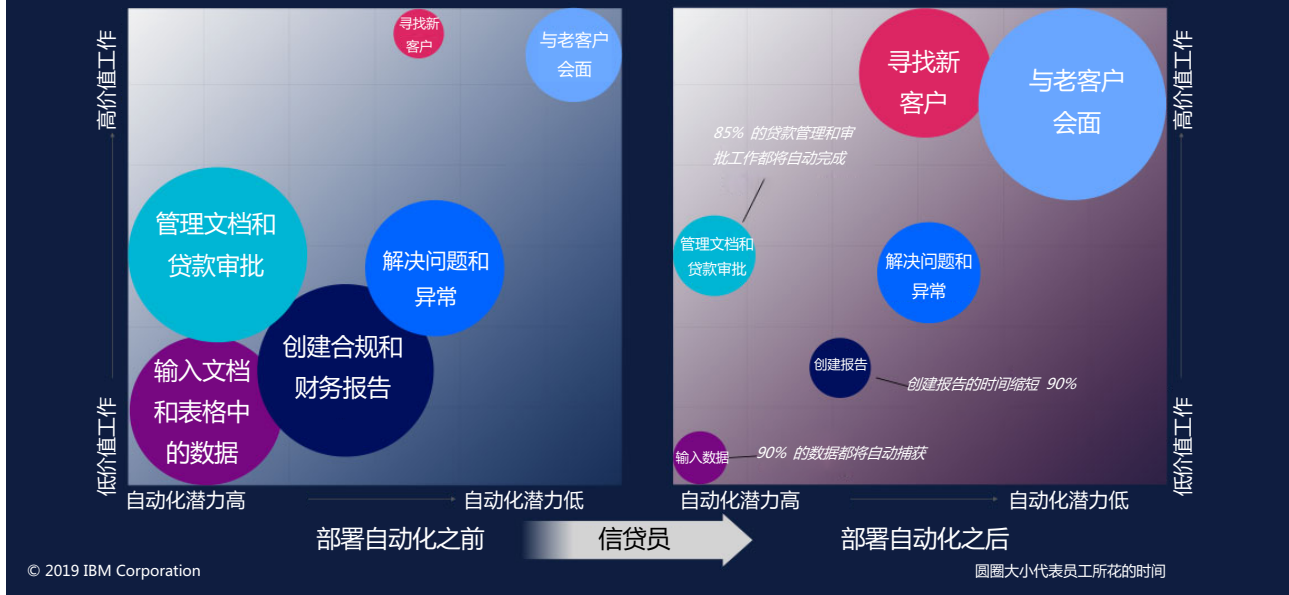 高价值工作
低价值工作
寻找新
客户
与老客户
会面
管理文档和
贷款审批
解决问题和
异常
创建合规和
财务报告
输入文档
和表格中
的数据
自动化潜力高
自动化潜力低
部署自动化之前
信贷员
寻找新
客户
与老客户
会面
85% 的贷款管理和审
批工作都将自动完成
管理文档和
贷款审批
解决问题和
异常
创建报告
创建报告的时间缩短 90%
输入数据
90% 的数据都将自动捕获
高价值工作
低价值工作
自动化潜力高
自动化潜力低
部署自动化之后
© 2019 IBM Corporation
圆圈大小代表员工所花的时间